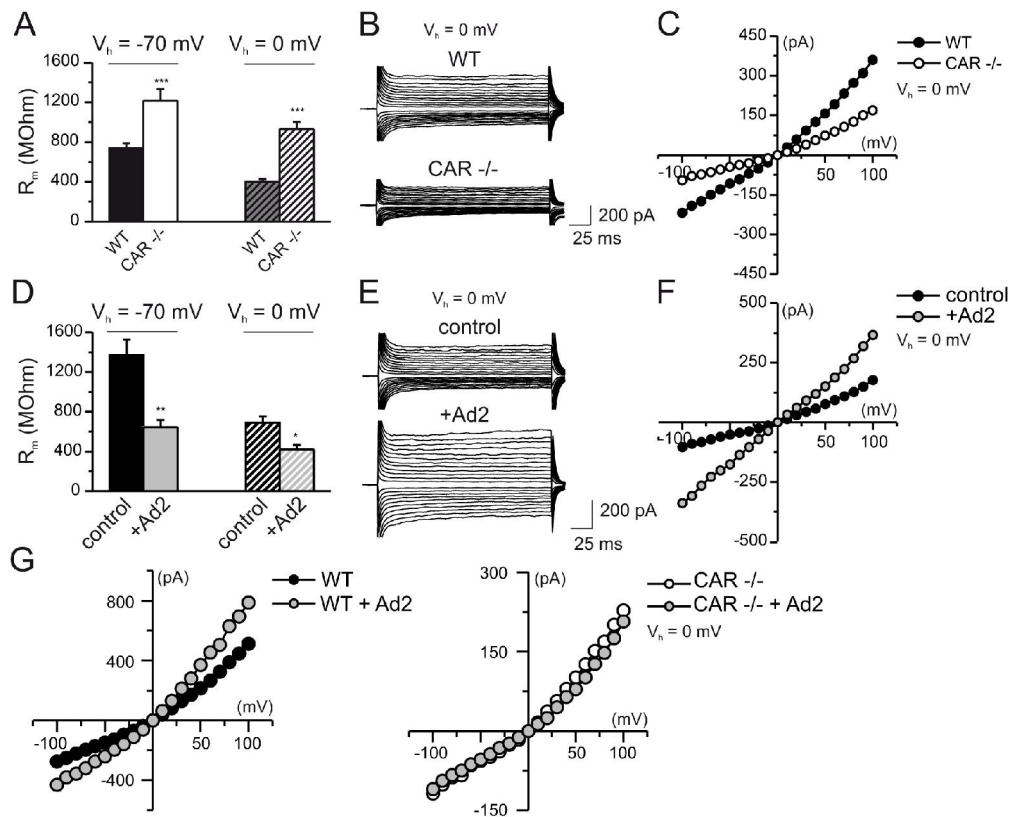 A
V_h = -70 mV
V_h = 0 mV
R_m (MOhm)
1600
1200
800
400
0
***
***
WT
CAR -/-
WT
CAR -/-
B
V_h = 0 mV
WT
CAR -/-
200 pA
25 ms
C
(pA)
WT
CAR -/-
V_h = 0 mV
(mV)
450
300
150
-100
50
100
-150
-300
-450
D
V_h = -70 mV
V_h = 0 mV
R_m (MOhm)
1600
1200
800
400
0
**
*
control
+Ad2
control
+Ad2
E
V_h = 0 mV
control
+Ad2
200 pA
25 ms
F
(pA)
control
+Ad2
V_h = 0 mV
(mV)
500
250
-100
50
100
-250
-500
G
(pA)
WT
WT + Ad2
(mV)
800
400
-100
50
100
-400
(pA)
CAR -/-
CAR -/- + Ad2
V_h = 0 mV
(mV)
300
150
-100
50
100
-150